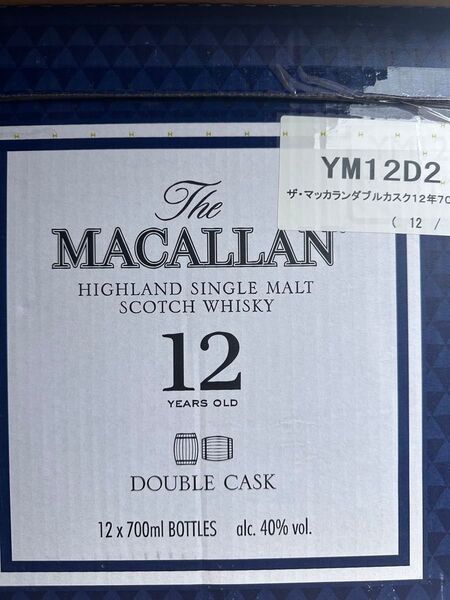 YM12D2
ザ・マッカランダブルカスク12年70
( 12 /
The
MACALLAN
HIGHLAND SINGLE MALT
SCOTCH WHISKY
12
YEARS OLD
DOUBLE CASK
12 x 700ml BOTTLES alc. 40% vol.